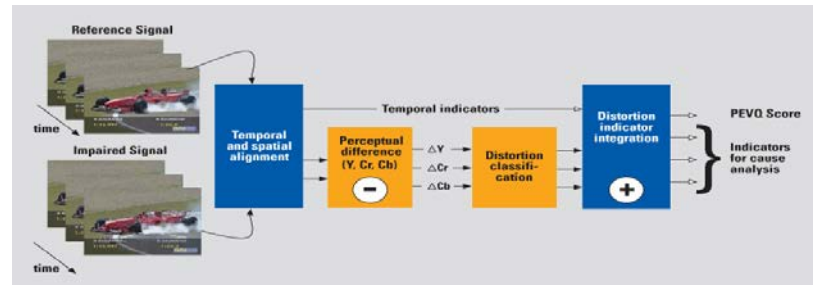 Reference Signal
time
Impaired Signal
time
Temporal
and spatial
alignment
Temporal indicators
Perceptual
difference
(Y, Cr, Cb)
−
△Y
△Cr
△Cb
Distortion
classifi-
cation
Distortion
indicator
integration
+
PEVQ Score
Indicators
for cause
analysis